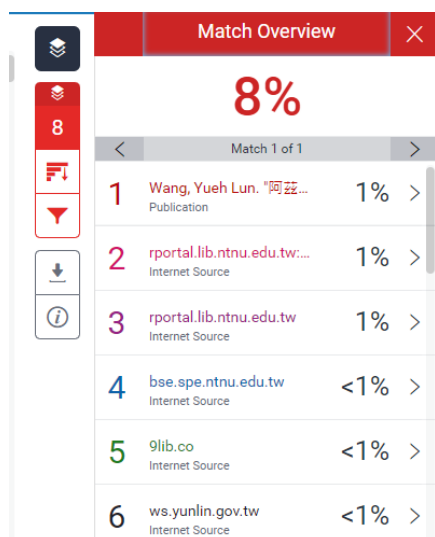 Match Overview
8%
8
Match 1 of 1
1 Wang, Yueh Lun. "阿茲... 1%
Publication
2 rportal.lib.ntnu.edu.tw:... 1%
Internet Source
3 rportal.lib.ntnu.edu.tw 1%
Internet Source
4 bse.spe.ntnu.edu.tw <1%
Internet Source
5 9lib.co <1%
Internet Source
6 ws.yunlin.gov.tw <1%
Internet Source